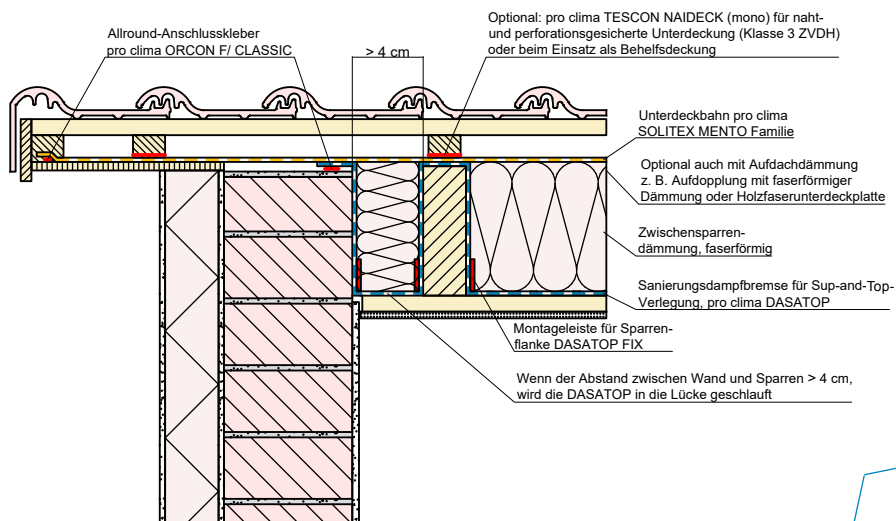 Allround-Anschlusskleber
pro clima ORCON F/ CLASSIC
> 4 cm
Optional: pro clima TESCON NAIDECK (mono) für naht-
und perforationsgesicherte Unterdeckung (Klasse 3 ZVDH)
oder beim Einsatz als Behelfsdeckung
Unterdeckbahn pro clima
SOLITEX MENTO Familie
Optional auch mit Aufdachdämmung
z. B. Aufdopplung mit faserförmiger
Dämmung oder Holzfaserunterdeckplatte
Zwischensparren-
dämmung, faserförmig
Sanierungsdampfbremse für Sup-and-Top-
Verlegung, pro clima DASATOP
Montageleiste für Sparren-
flanke DASATOP FIX
Wenn der Abstand zwischen Wand und Sparren > 4 cm,
wird die DASATOP in die Lücke geschlauft